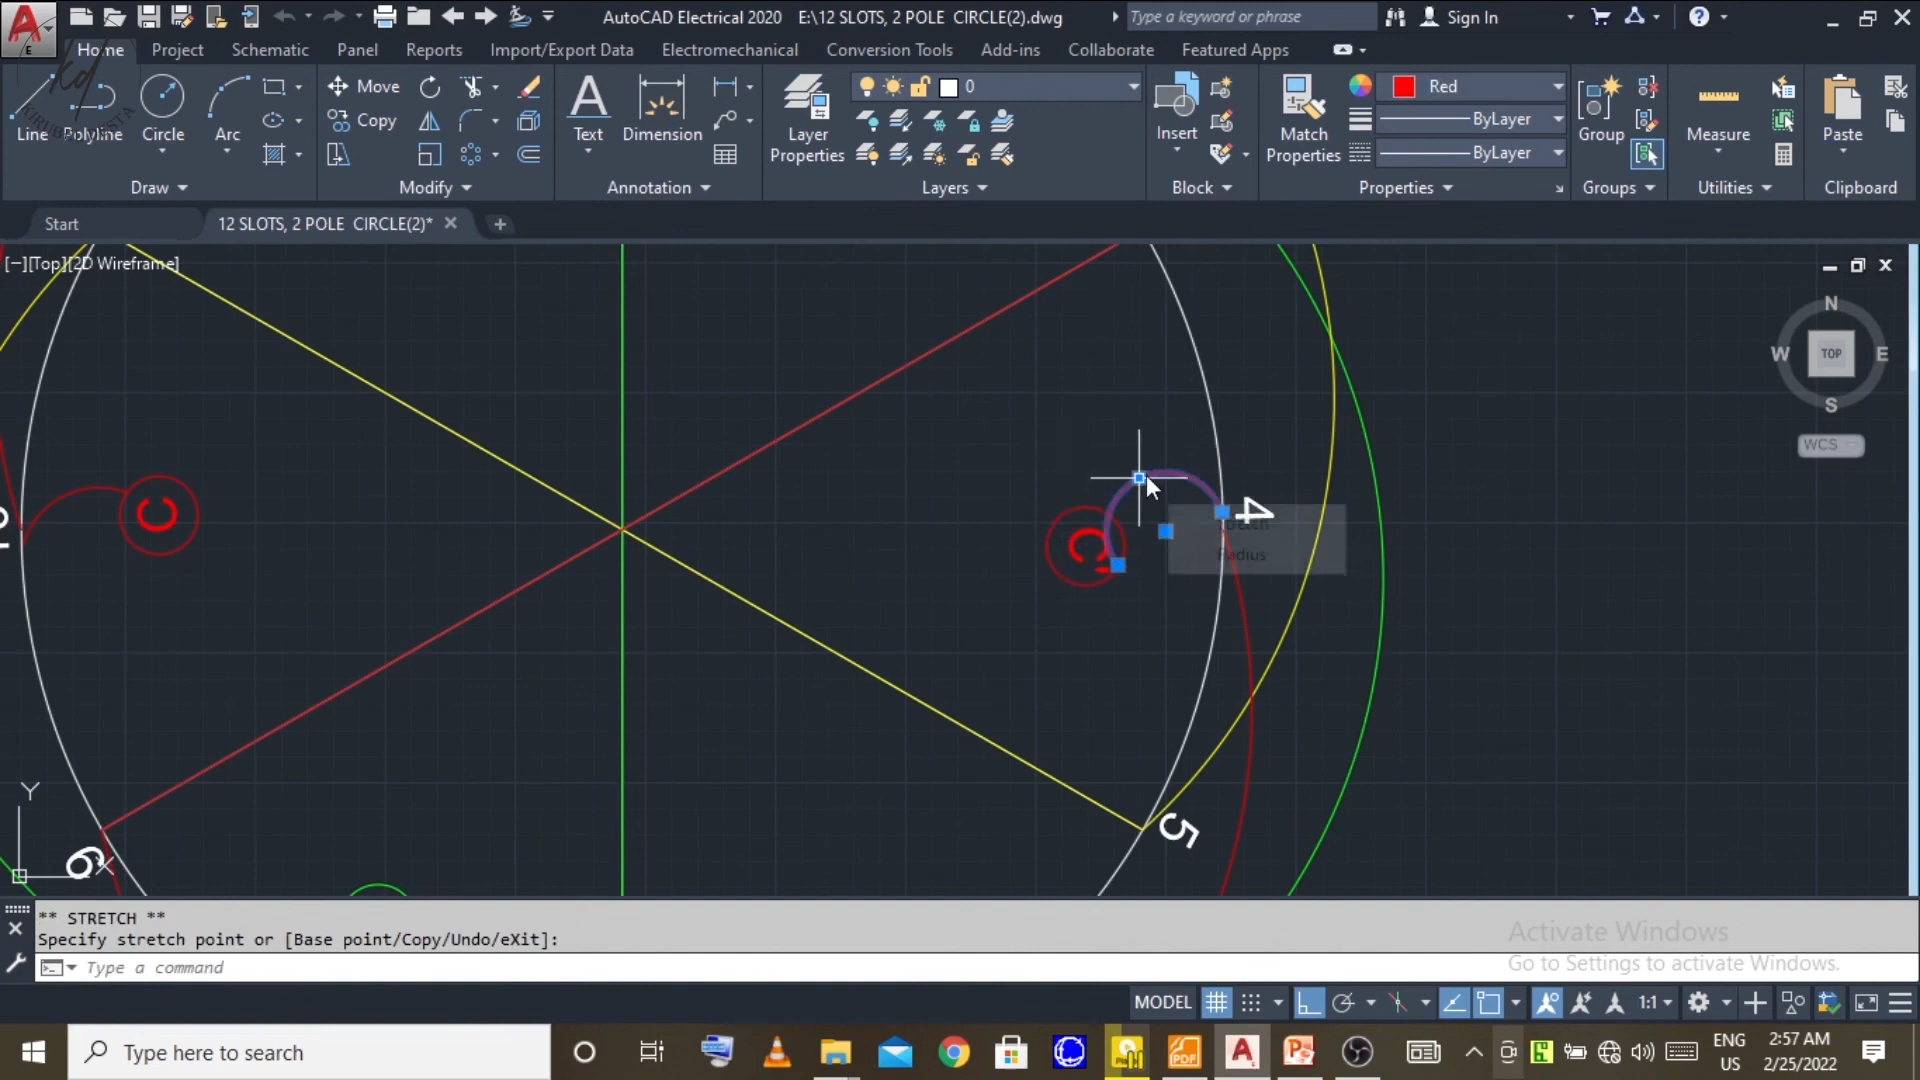 AutoCAD Electrical 2020 E:\12 SLOTS, 2 POLE CIRCLE(2).dwg
Type a keyword or phrase
Sign In
Home Project Schematic Panel Reports Import/Export Data Electromechanical Conversion Tools Add-ins Collaborate Featured Apps
Line Polyline Circle Arc
Move
Copy
Text Dimension
Layer Properties
0
Insert
Match Properties
Red
ByLayer
ByLayer
Group
Measure
Paste
Draw Modify Annotation Layers Block Properties Groups Utilities Clipboard
Start 12 SLOTS, 2 POLE CIRCLE(2)*
[−][Top][2D Wireframe]
N
W TOP E
S
WCS
C
C
4
Stretch
Radius
5
6
Y
X
** STRETCH **
Specify stretch point or [Base point/Copy/Undo/eXit]:
Type a command
Activate Windows
Go to Settings to activate Windows.
MODEL 1:1
Type here to search
ENG
US
2:57 AM
2/25/2022